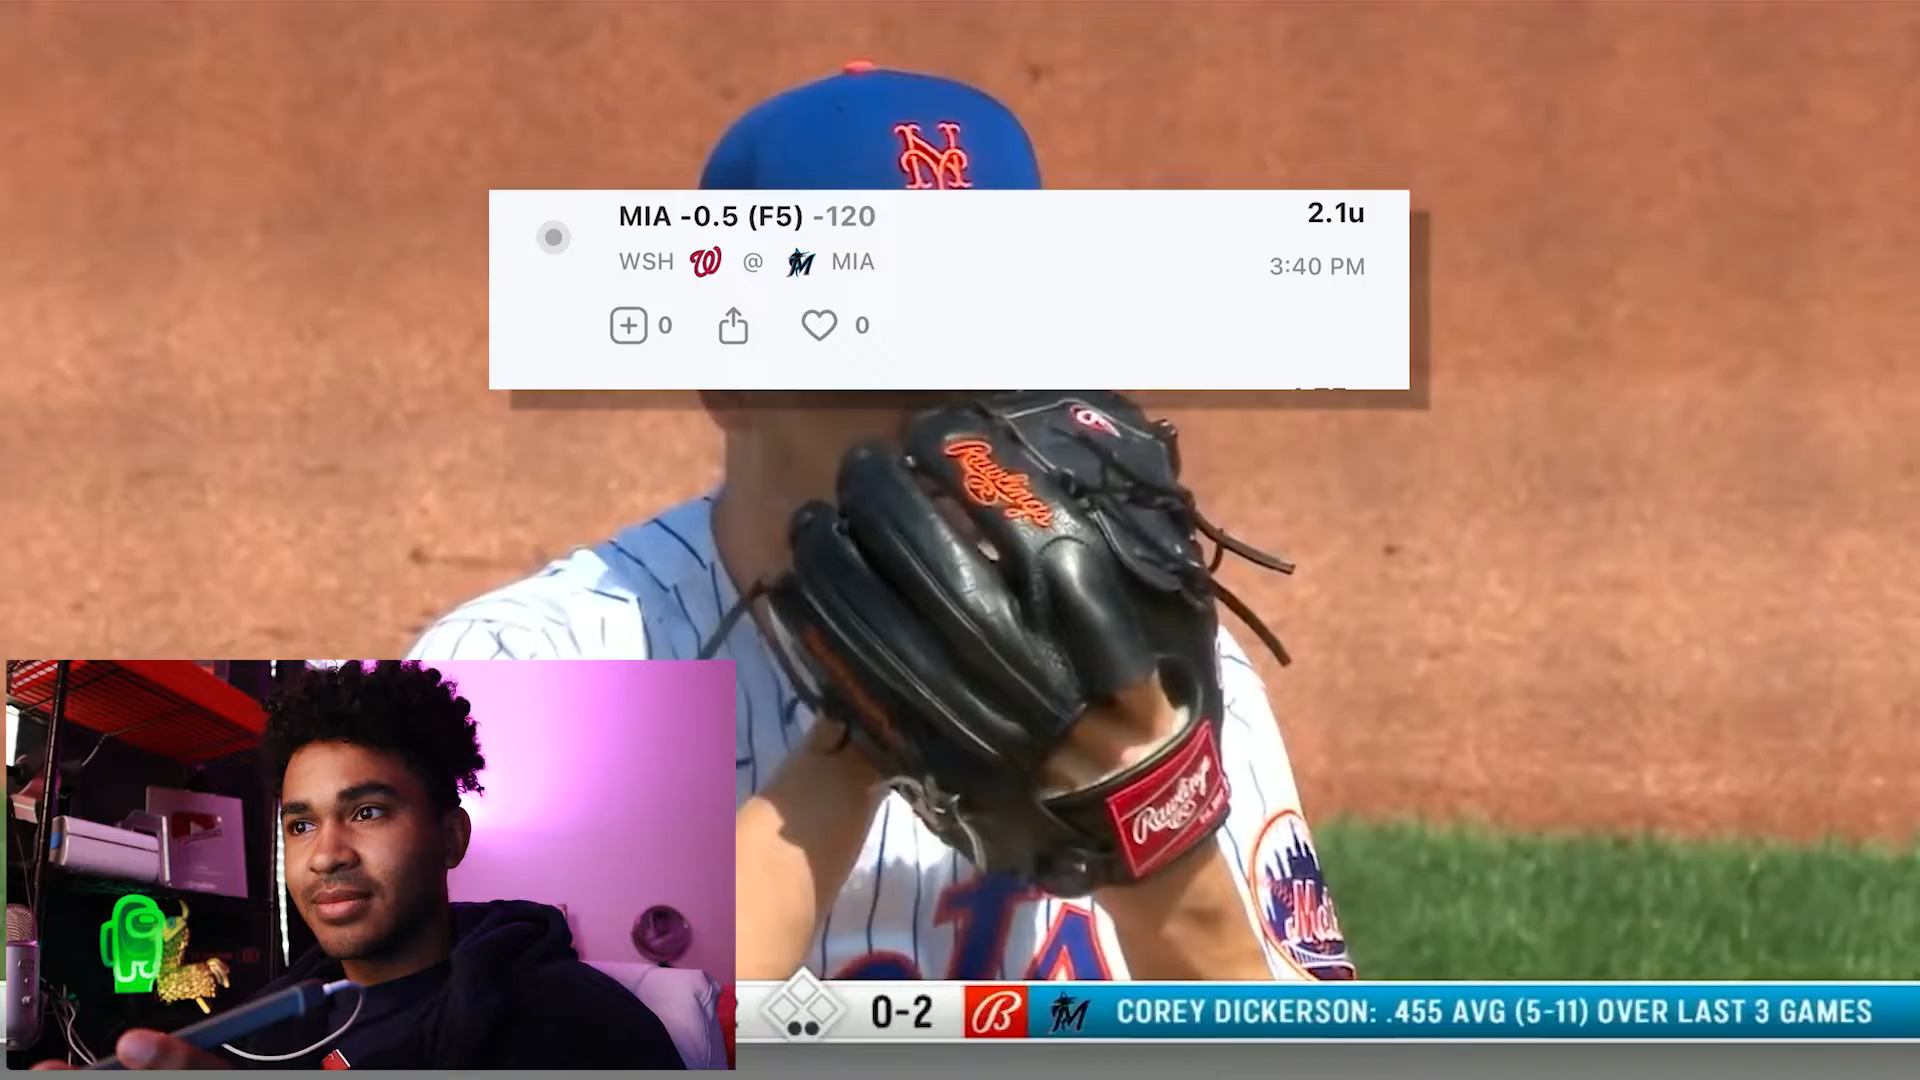 NY
MIA -0.5 (F5) -120
2.1u
WSH W @ M MIA
3:40 PM
0 0
Rawlings
Rawlings
Mets
0-2 B M COREY DICKERSON: .455 AVG (5-11) OVER LAST 3 GAMES